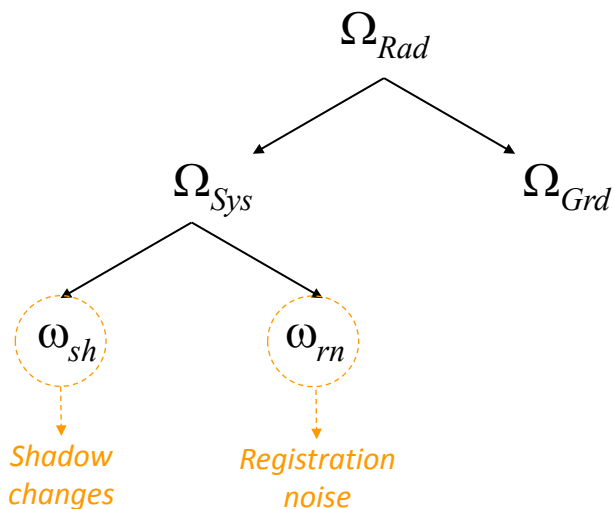 Ω_Rad
Ω_Sys Ω_Grd
ω_sh ω_rn
Shadow changes
Registration noise